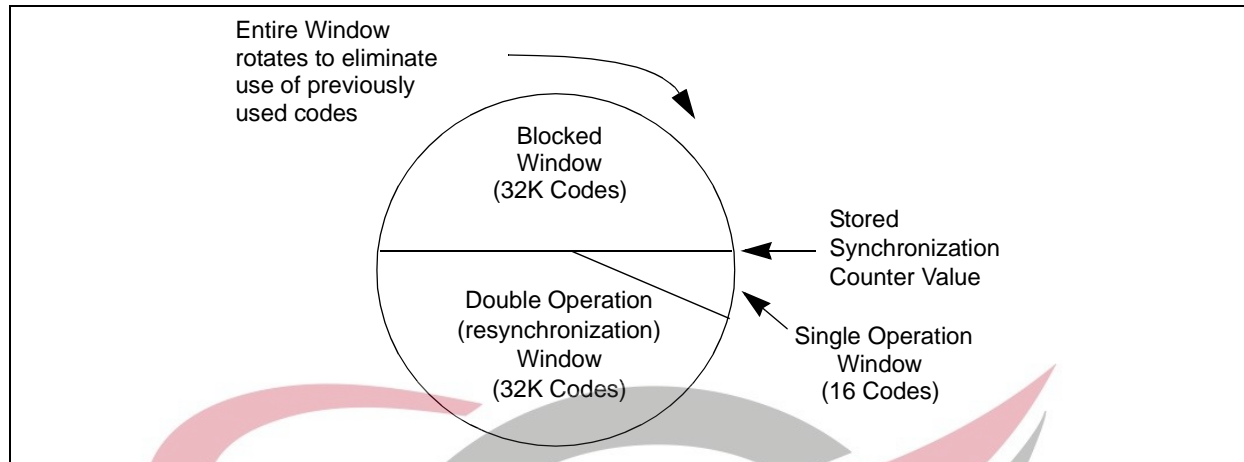 Entire Window
rotates to eliminate
use of previously
used codes
Blocked
Window
(32K Codes)
Stored
Synchronization
Counter Value
Double Operation
(resynchronization)
Window
(32K Codes)
Single Operation
Window
(16 Codes)